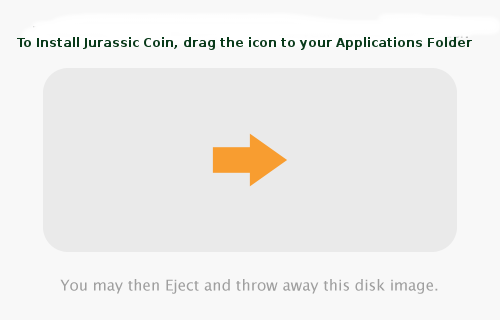 To Install Jurassic Coin, drag the icon to your Applications Folder
You may then Eject and throw away this disk image.